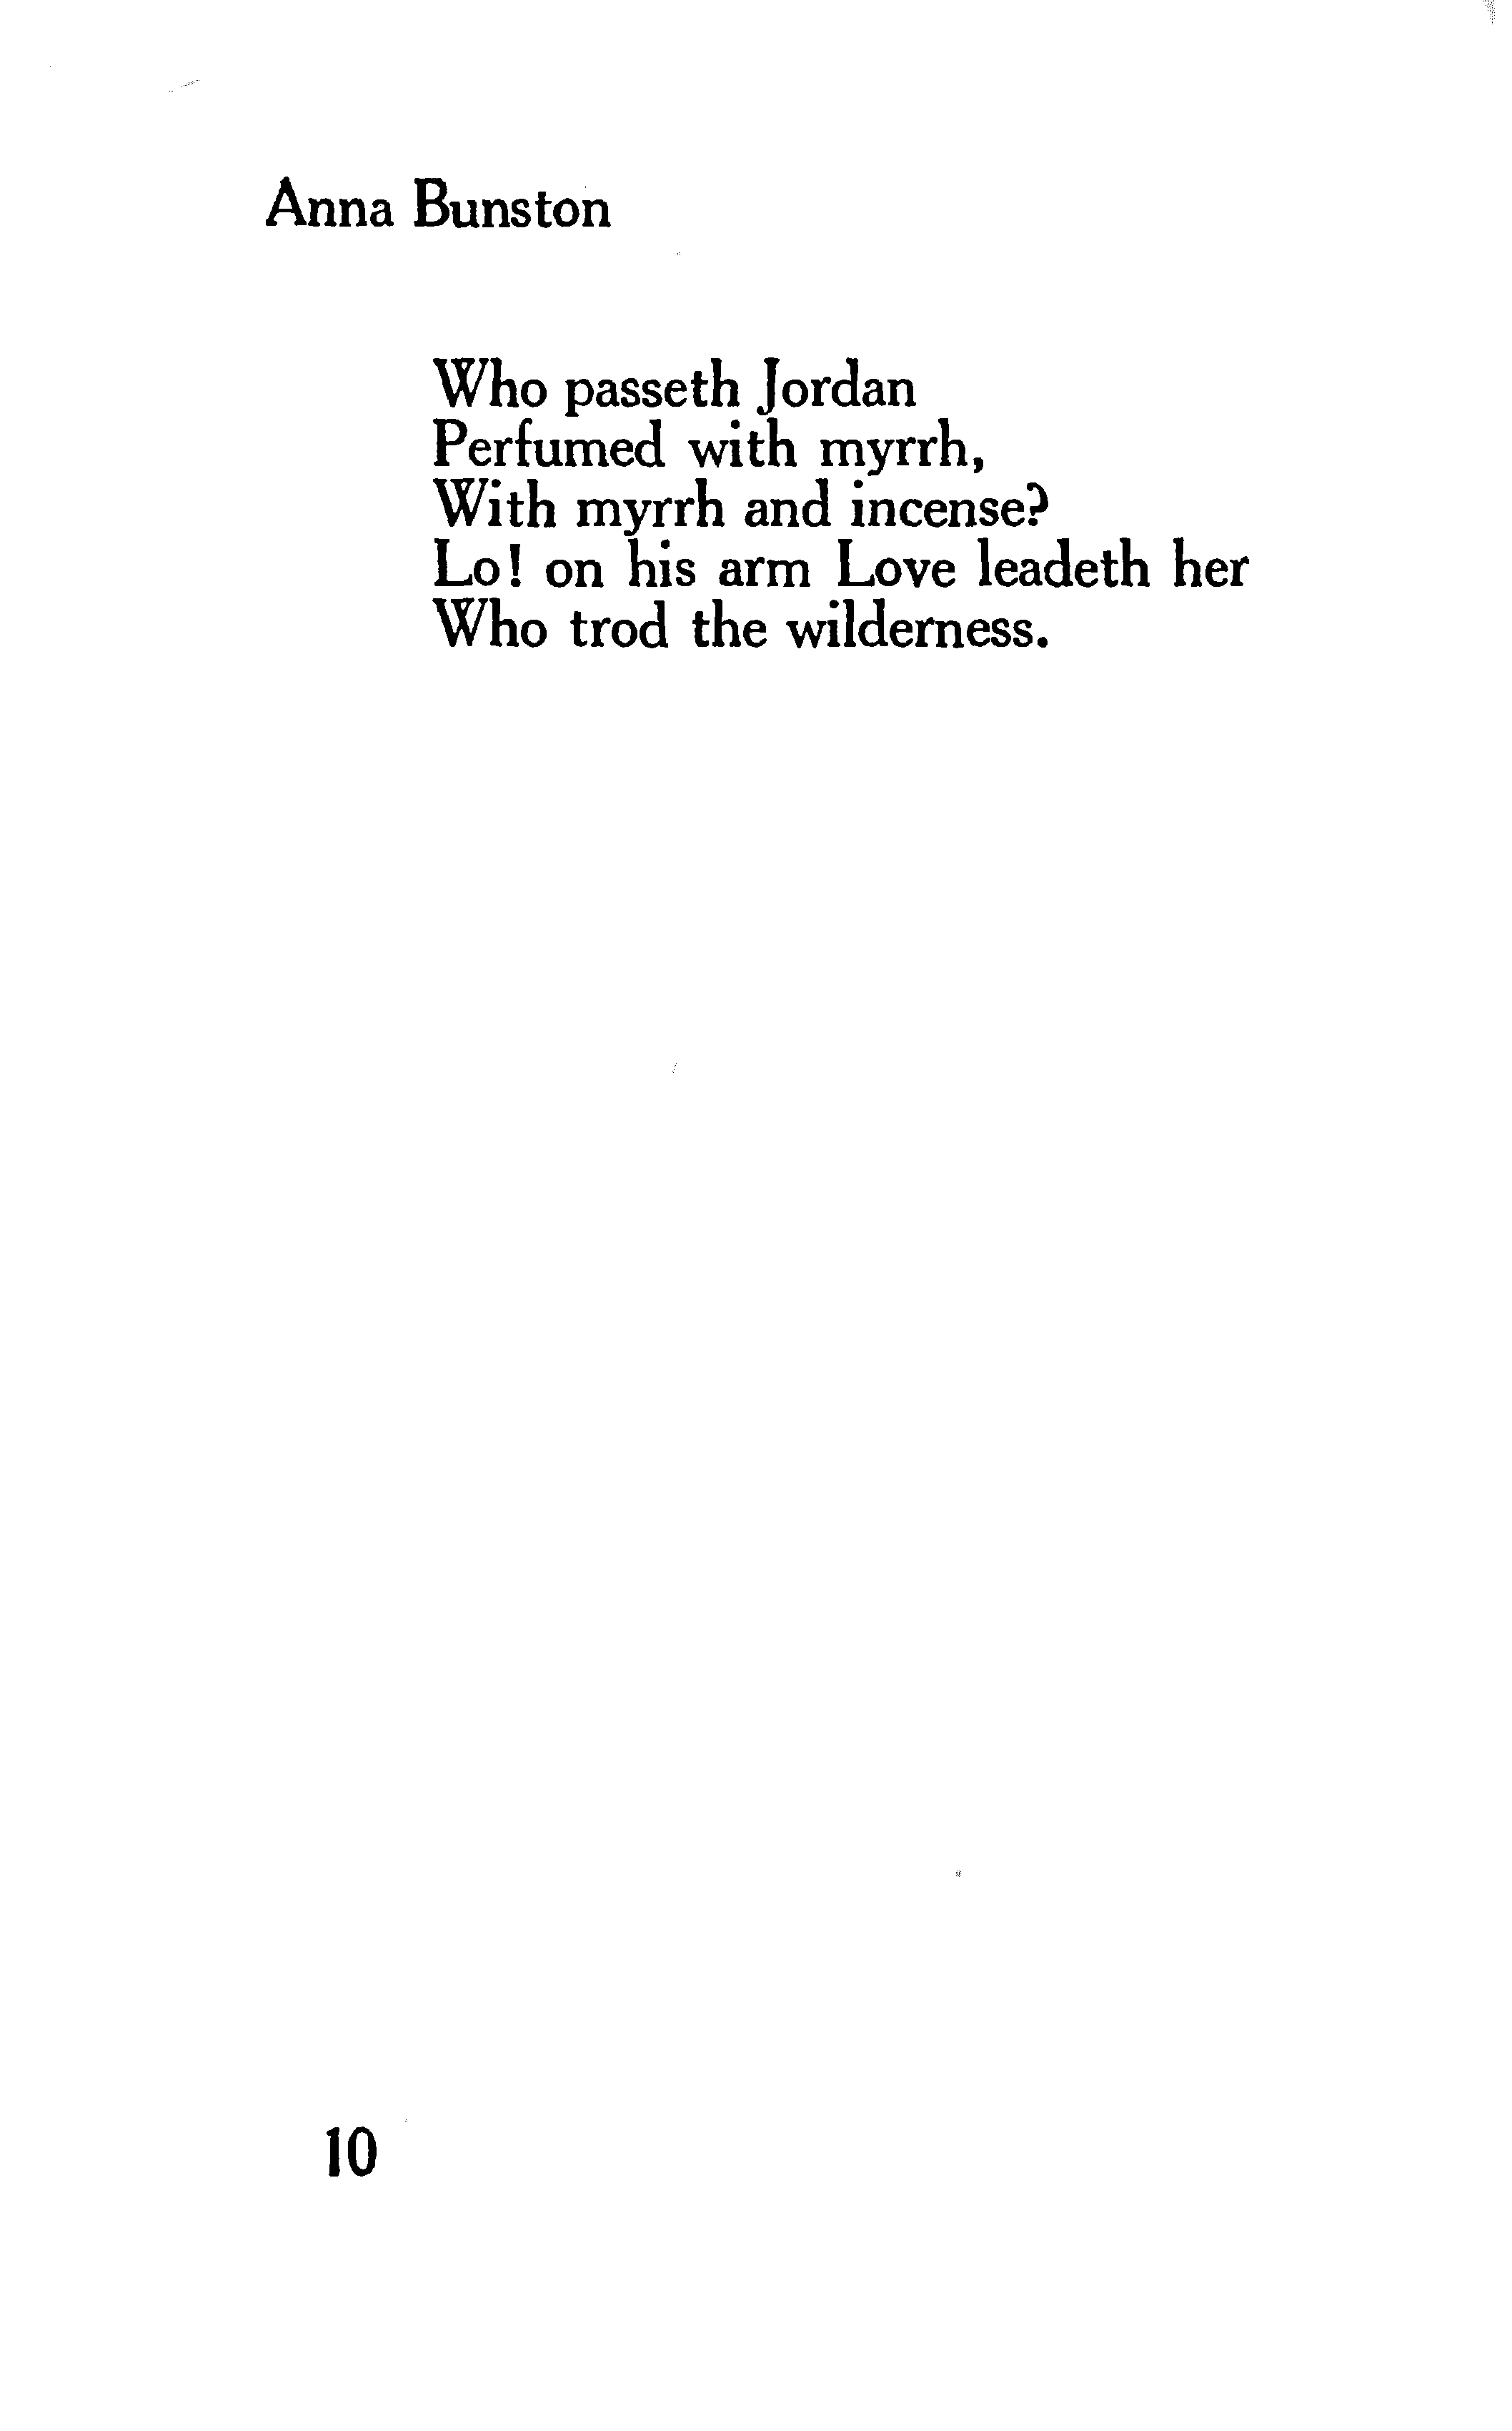 Anna Bunston
Who passeth Jordan
Perfumed with myrrh,
With myrrh and incense?
Lo! on his arm Love leadeth her
Who trod the wilderness.
10